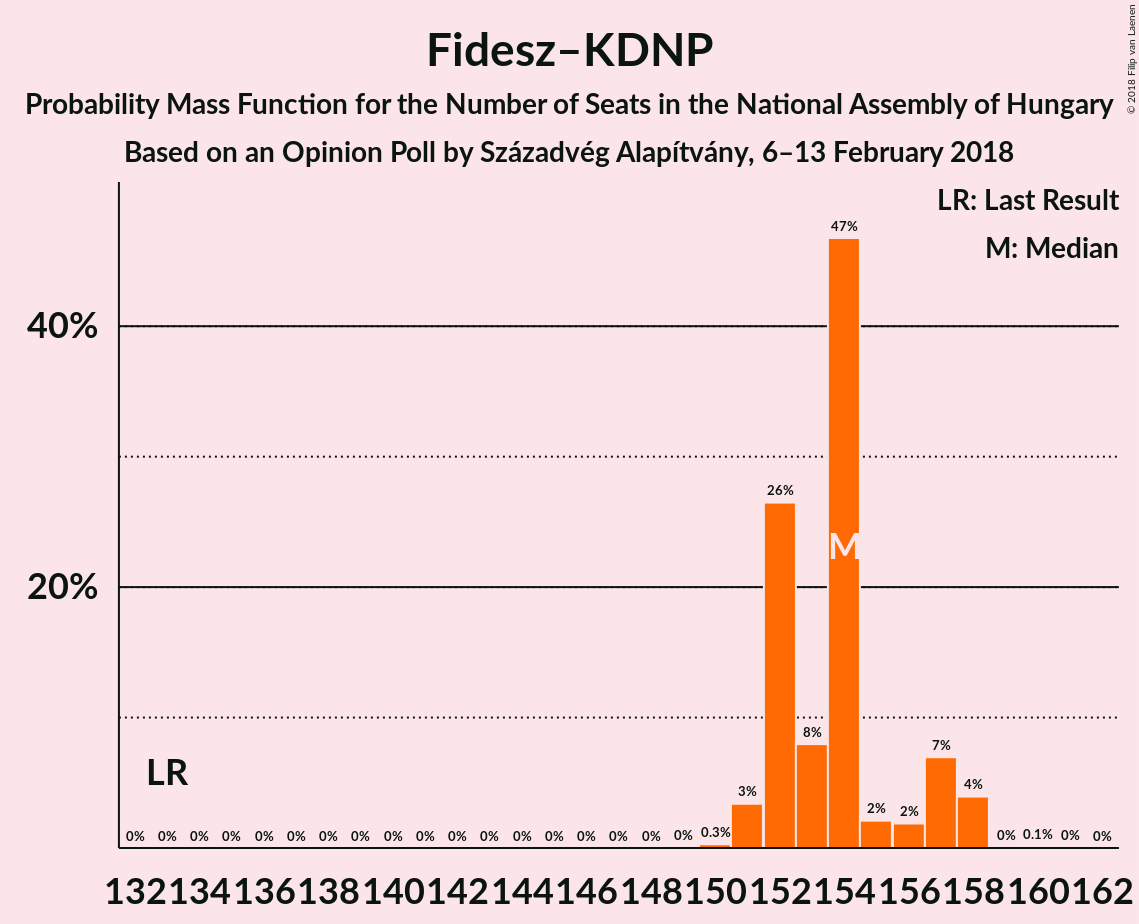 © 2018 Filip van Laenen
Fidesz–KDNP
Probability Mass Function for the Number of Seats in the National Assembly of Hungary
Based on an Opinion Poll by Századvég Alapítvány, 6–13 February 2018
LR: Last Result
M: Median
47%
40%
26%
M
20%
8%
7%
LR
4%
3%
2%
2%
0% 0% 0% 0% 0% 0% 0% 0% 0% 0% 0% 0% 0% 0% 0% 0% 0% 0% 0.3% 0% 0.1% 0% 0%
132 134 136 138 140 142 144 146 148 150 152 154 156 158 160 162